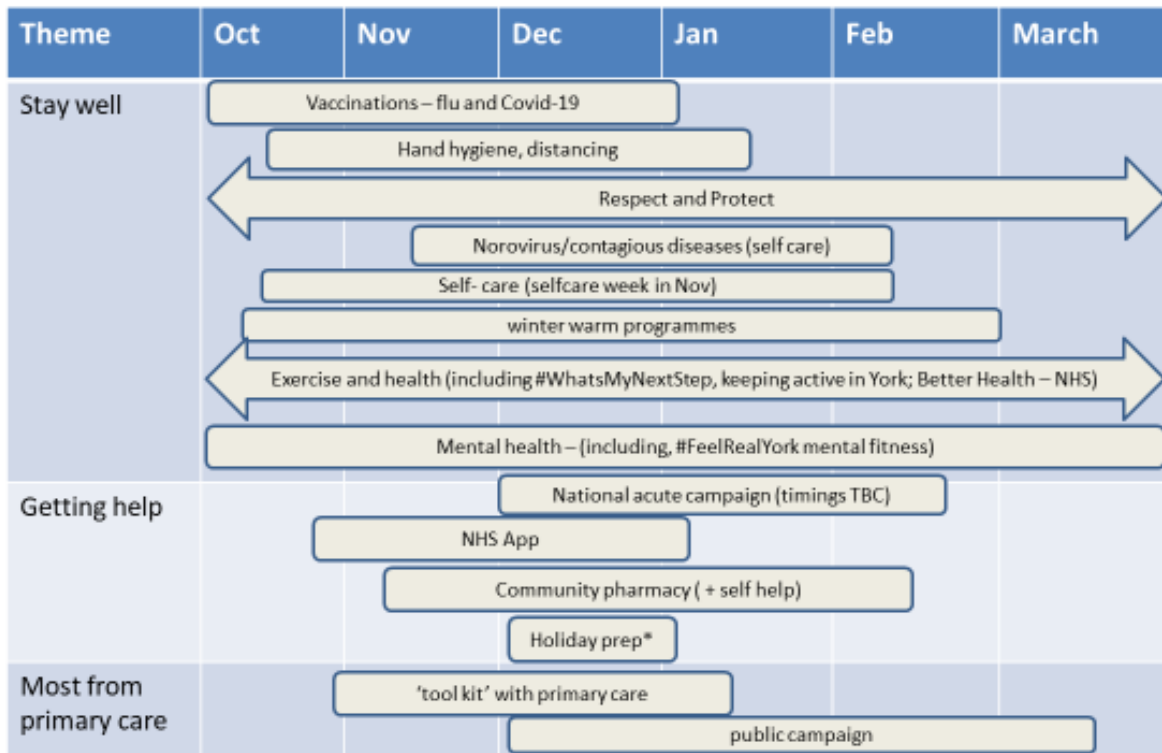 Theme Oct Nov Dec Jan Feb March
Stay well
Vaccinations – flu and Covid-19
Hand hygiene, distancing
Respect and Protect
Norovirus/contagious diseases (self care)
Self- care (selfcare week in Nov)
winter warm programmes
Exercise and health (including #WhatsMyNextStep, keeping active in York; Better Health – NHS)
Mental health – (including, #FeelRealYork mental fitness)
Getting help
National acute campaign (timings TBC)
NHS App
Community pharmacy ( + self help)
Holiday prep*
Most from
primary care
‘tool kit’ with primary care
public campaign